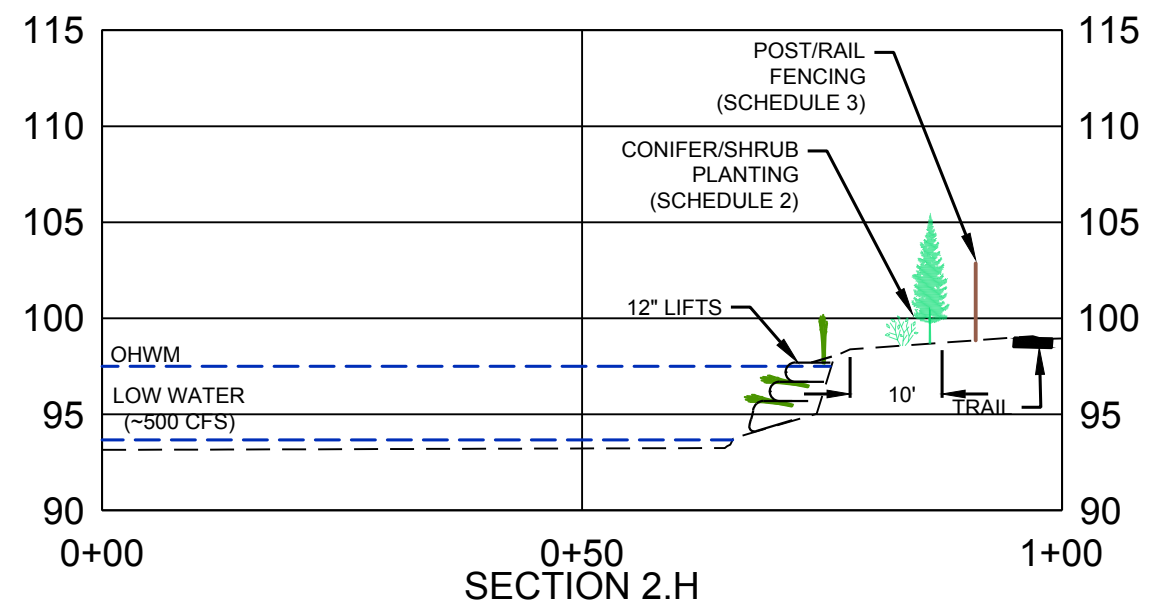 115
115
POST/RAIL
FENCING
(SCHEDULE 3)
110
110
CONIFER/SHRUB
PLANTING
(SCHEDULE 2)
105
105
12" LIFTS
100
100
OHWM
LOW WATER
(~500 CFS)
10'
TRAIL
95
95
90
90
0+00
0+50
1+00
SECTION 2.H